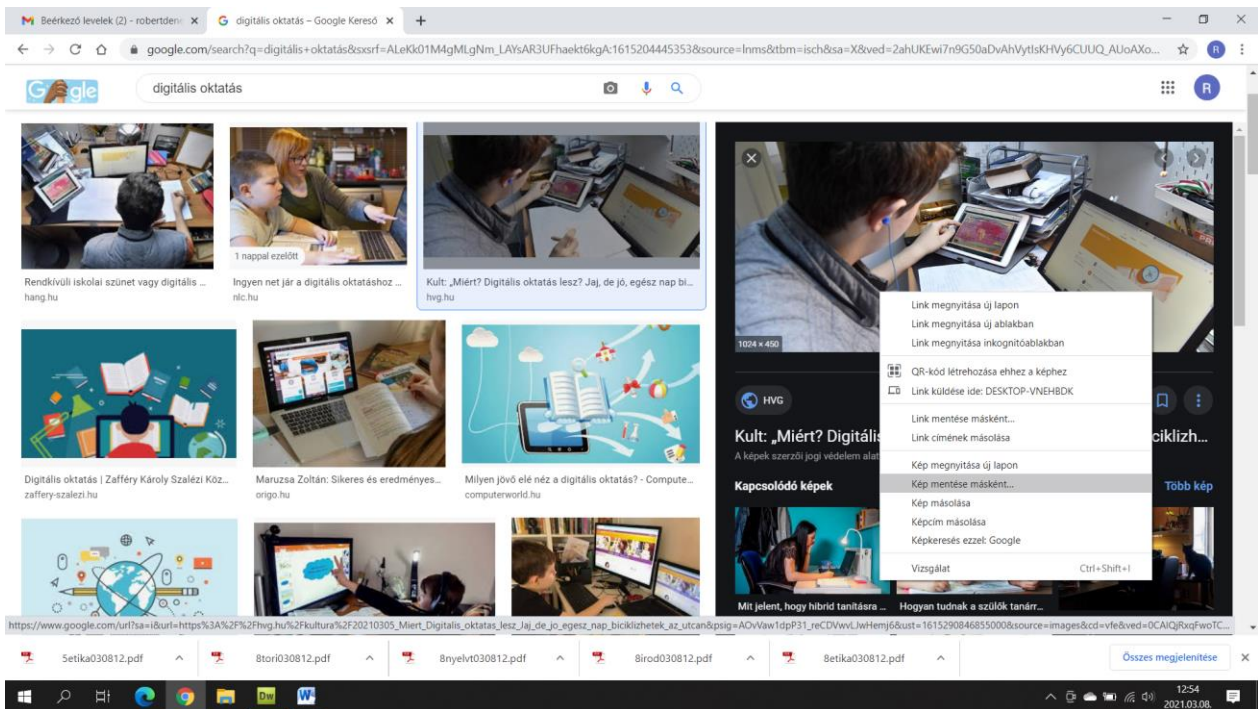 Beérkező levelek (2) - robertden
digitális oktatás – Google Kereső
google.com/search?q=digitális+oktatás&sxsrf=ALeKk01M4gMLgNm_LAYsAR3UFhaekt6kgA:1615204445353&source=lnms&tbm=isch&sa=X&ved=2ahUKEwi7n9G50aDvAhVytIsKHVy6CUUQ_AUoAXo...
R
digitális oktatás
R
1 nappal ezelőtt
Rendkívüli iskolai szünet vagy digitális ...
hang.hu
Ingyen net jár a digitális oktatáshoz ...
nlc.hu
Kult: „Miért? Digitális oktatás lesz? Jaj, de jó, egész nap bi...
hvg.hu
Digitális oktatás | Zafféry Károly Szalézi Köz...
zaffery-szalezi.hu
Maruzsa Zoltán: Sikeres és eredményes...
origo.hu
Milyen jövő elé néz a digitális oktatás? - Compute...
computerworld.hu
1024 × 450
HVG
Kult: „Miért? Digitális
ciklizh...
A képek szerzői jogi védelem alat
Kapcsolódó képek
Több kép
Mit jelent, hogy hibrid tanításra ...
Hogyan tudnak a szülők tanárr...
Link megnyitása új lapon
Link megnyitása új ablakban
Link megnyitása inkognitóablakban
QR-kód létrehozása ehhez a képhez
Link küldése ide: DESKTOP-VNEHBDK
Link mentése másként...
Link címének másolása
Kép megnyitása új lapon
Kép mentése másként...
Kép másolása
Képcím másolása
Képkeresés ezzel: Google
Vizsgálat Ctrl+Shift+I
https://www.google.com/url?sa=i&url=https%3A%2F%2Fhvg.hu%2Fkultura%2F20210305_Miert_Digitalis_oktatas_lesz_Jaj_de_jo_egesz_nap_biciklizhetek_az_utcan&psig=AOvVaw1dpP31_reCDVwvLJwHemj6&ust=1615290846855000&source=images&cd=vfe&ved=0CAIQjRxqFwoTC...
5etika030812.pdf
8tori030812.pdf
8nyelvt030812.pdf
8irod030812.pdf
8etika030812.pdf
Összes megjelenítése
Dw
W
12:54
2021.03.08.